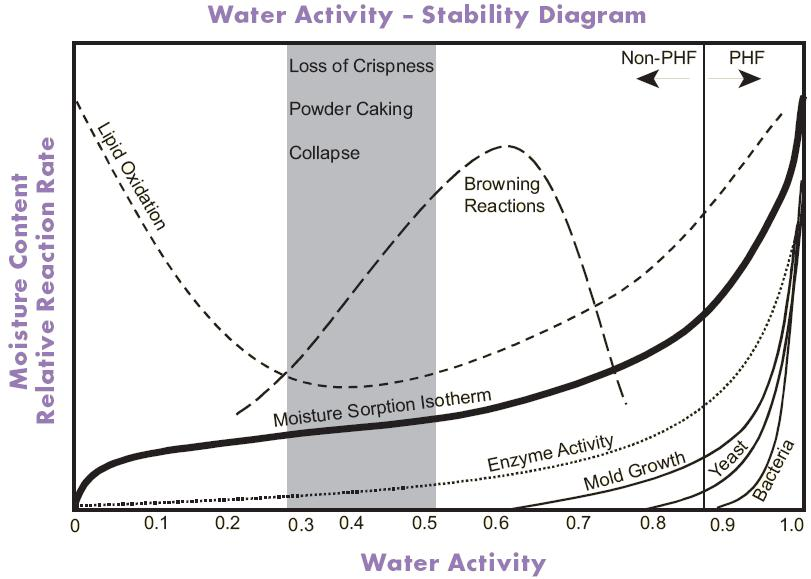 Water Activity – Stability Diagram
Non-PHF
PHF
Loss of Crispness
Powder Caking
Collapse
Lipid Oxidation
Browning
Reactions
Moisture Content
Relative Reaction Rate
Moisture Sorption Isotherm
Enzyme Activity
Mold Growth
Yeast
Bacteria
0 0.1 0.2 0.3 0.4 0.5 0.6 0.7 0.8 0.9 1.0
Water Activity